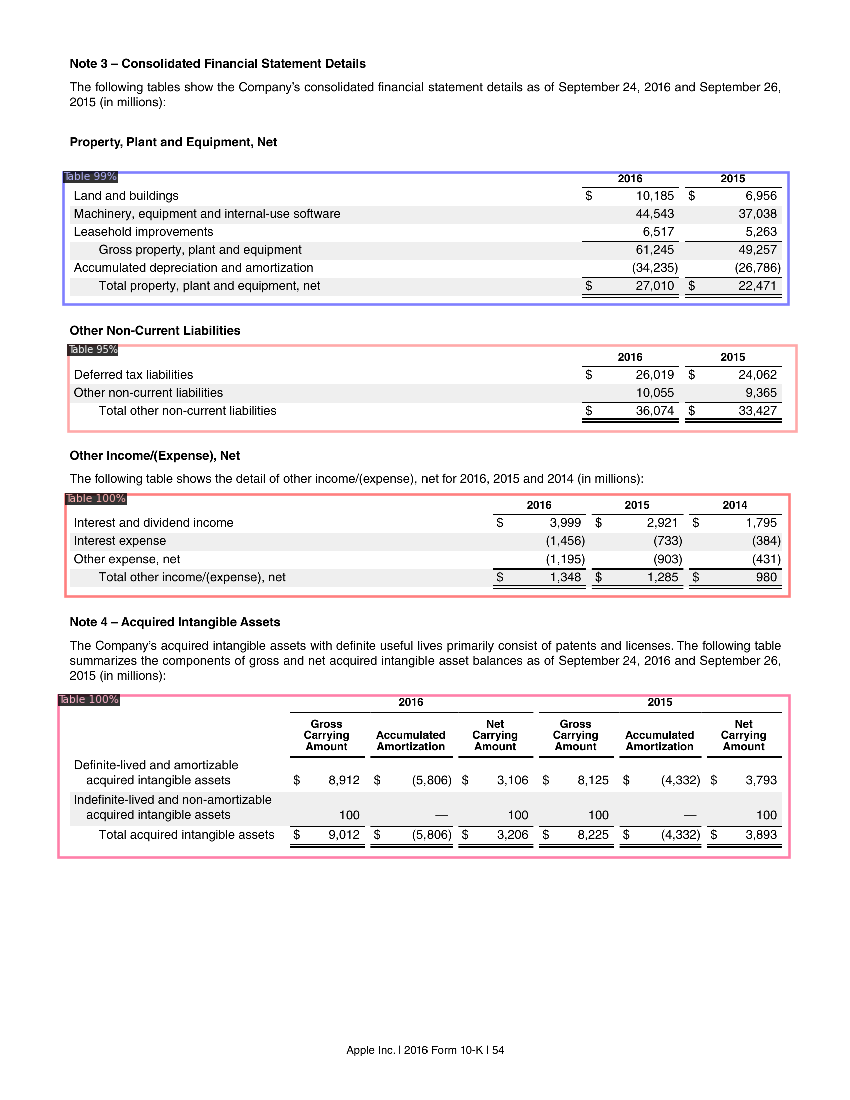 Note 3 – Consolidated Financial Statement Details
The following tables show the Company's consolidated financial statement details as of September 24, 2016 and September 26,
2015 (in millions):
Property, Plant and Equipment, Net
Table 99%
2016 2015
Land and buildings $ 10,185 $ 6,956
Machinery, equipment and internal-use software 44,543 37,038
Leasehold improvements 6,517 5,263
Gross property, plant and equipment 61,245 49,257
Accumulated depreciation and amortization (34,235) (26,786)
Total property, plant and equipment, net $ 27,010 $ 22,471
Other Non-Current Liabilities
Table 95%
2016 2015
Deferred tax liabilities $ 26,019 $ 24,062
Other non-current liabilities 10,055 9,365
Total other non-current liabilities $ 36,074 $ 33,427
Other Income/(Expense), Net
The following table shows the detail of other income/(expense), net for 2016, 2015 and 2014 (in millions):
Table 100%
2016 2015 2014
Interest and dividend income $ 3,999 $ 2,921 $ 1,795
Interest expense (1,456) (733) (384)
Other expense, net (1,195) (903) (431)
Total other income/(expense), net $ 1,348 $ 1,285 $ 980
Note 4 – Acquired Intangible Assets
The Company's acquired intangible assets with definite useful lives primarily consist of patents and licenses. The following table
summarizes the components of gross and net acquired intangible asset balances as of September 24, 2016 and September 26,
2015 (in millions):
Table 100%
2016 2015
Gross Net Gross Net
Carrying Accumulated Carrying Carrying Accumulated Carrying
Amount Amortization Amount Amount Amortization Amount
Definite-lived and amortizable
acquired intangible assets $ 8,912 $ (5,806) $ 3,106 $ 8,125 $ (4,332) $ 3,793
Indefinite-lived and non-amortizable
acquired intangible assets 100 — 100 100 — 100
Total acquired intangible assets $ 9,012 $ (5,806) $ 3,206 $ 8,225 $ (4,332) $ 3,893
Apple Inc. | 2016 Form 10-K | 54